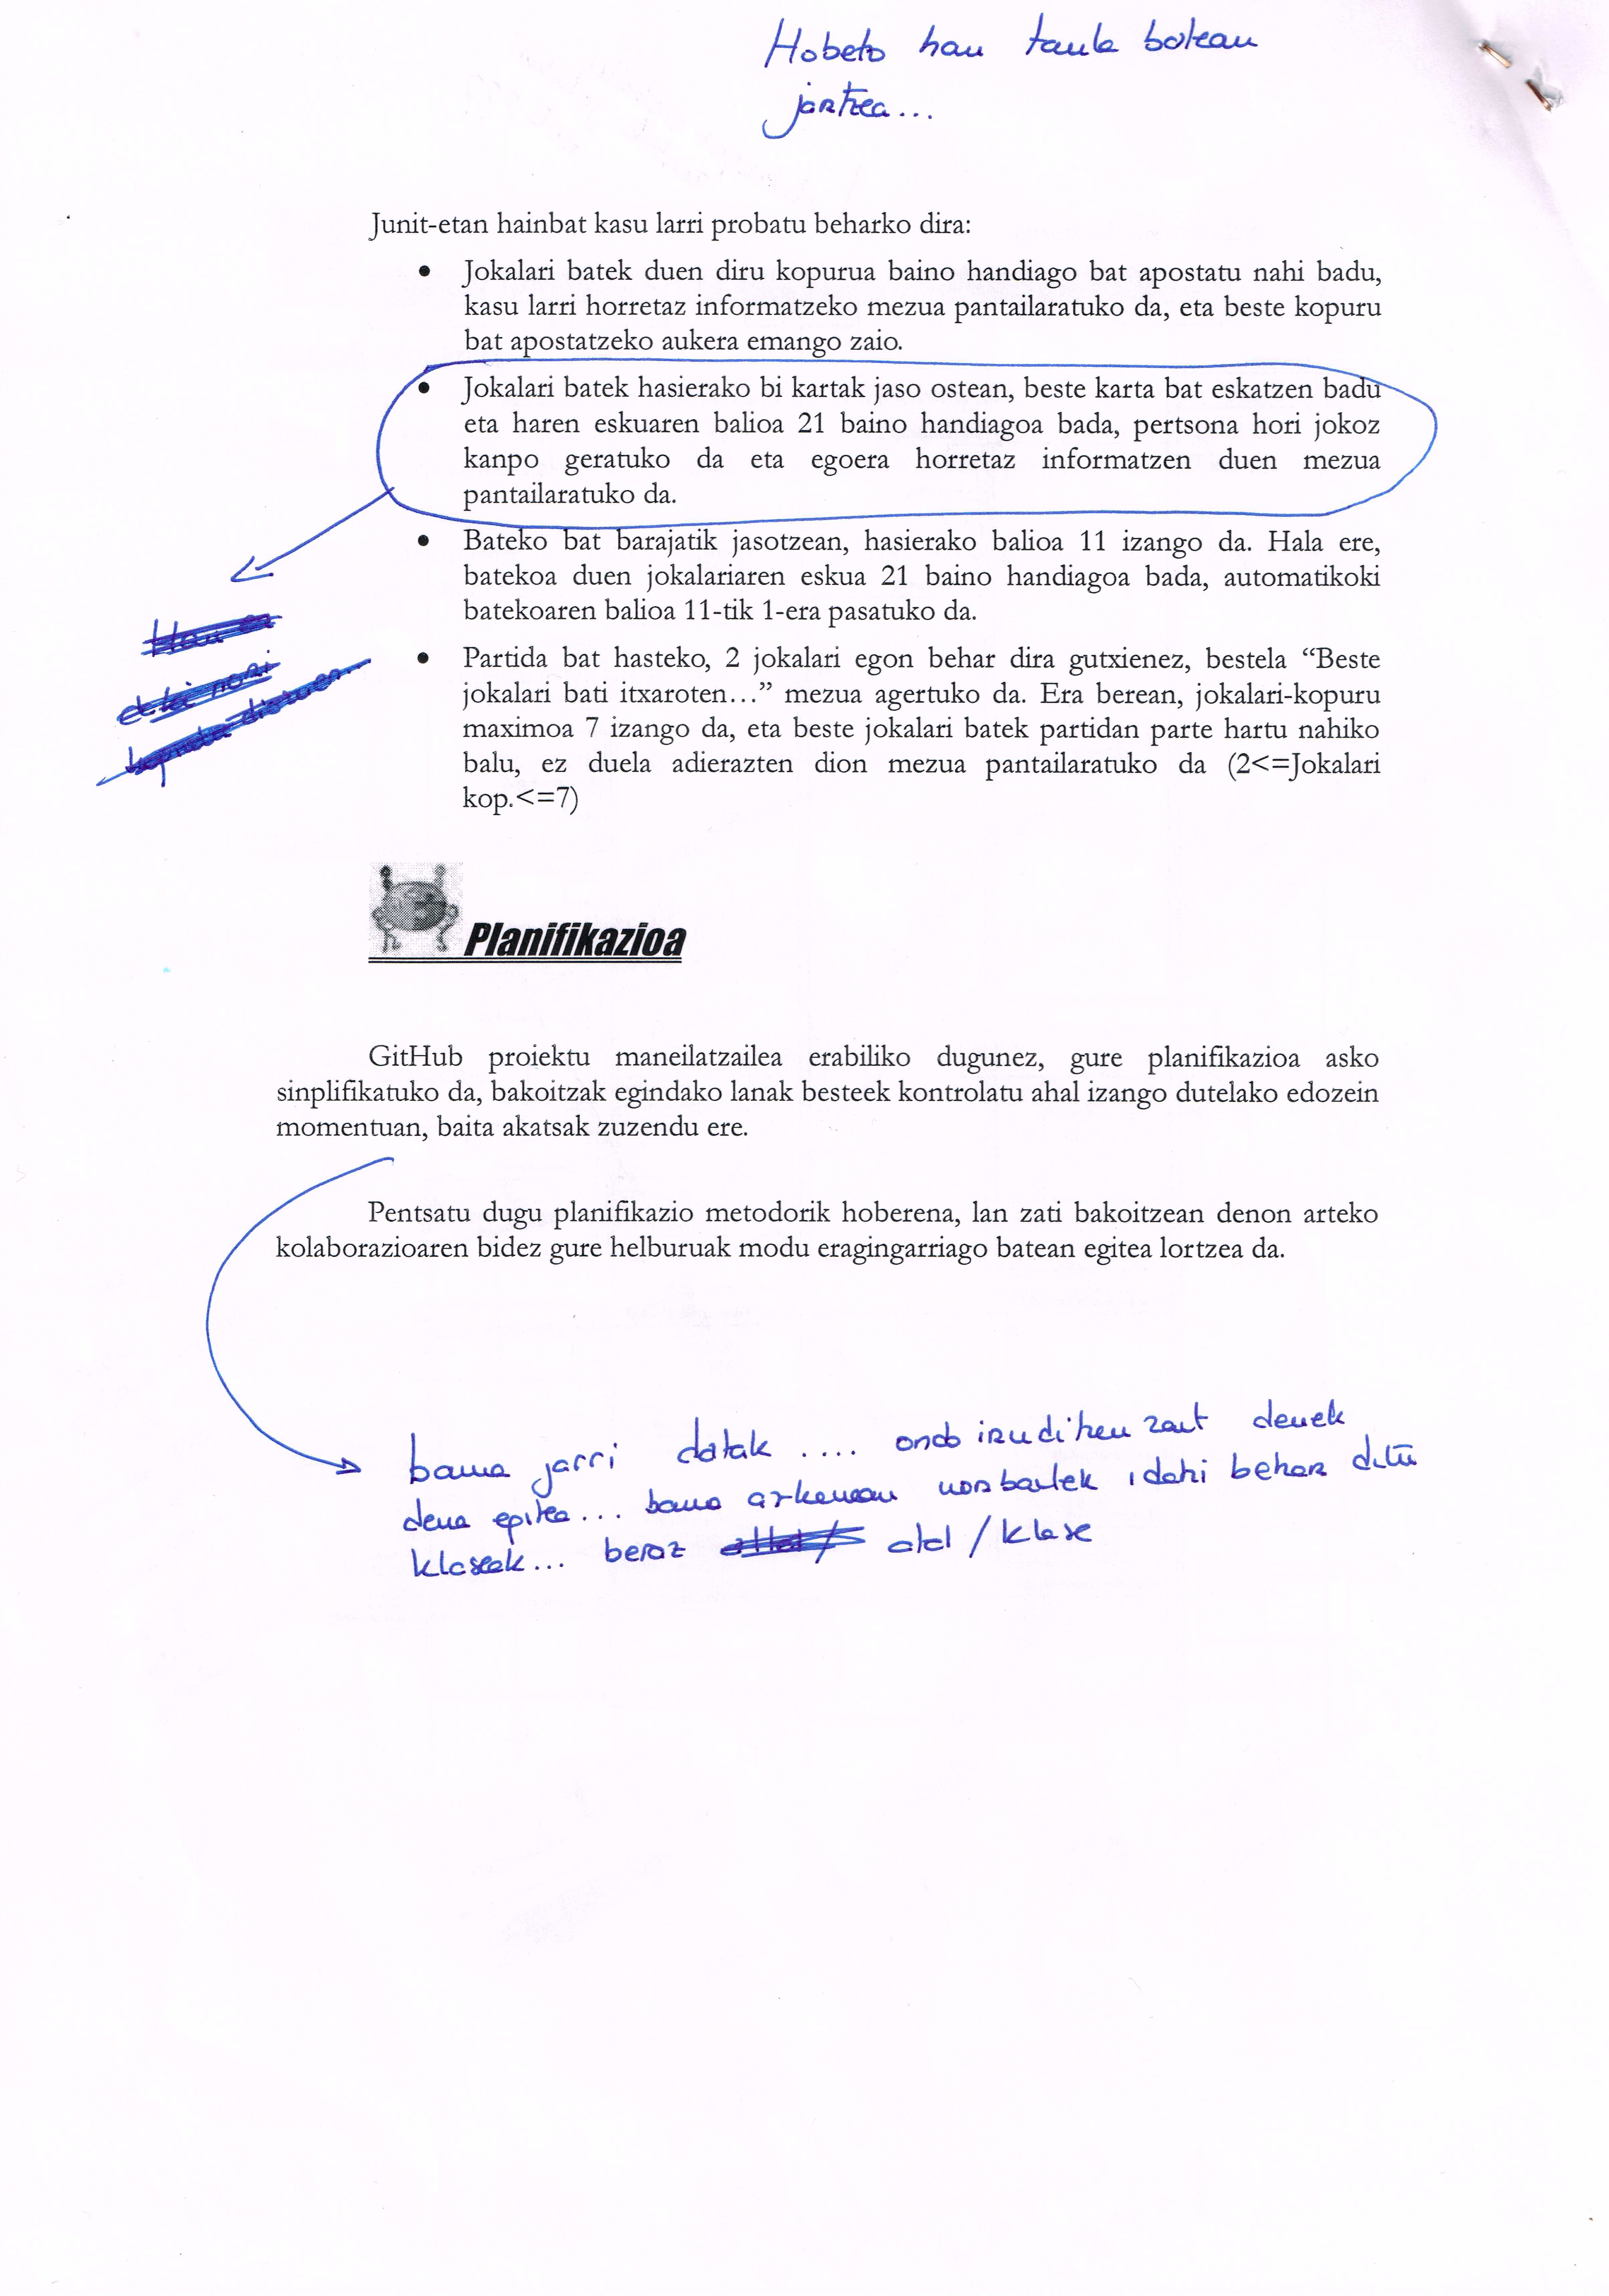 Hobeto hau taula batean
jartzea...
Junit-etan hainbat kasu larri probatu beharko dira:
• Jokalari batek duen diru kopurua baino handiago bat apostatu nahi badu,
kasu larri horretaz informatzeko mezua pantailaratuko da, eta beste kopuru
bat apostatzeko aukera emango zaio.
• Jokalari batek hasierako bi kartak jaso ostean, beste karta bat eskatzen badu
eta haren eskuaren balioa 21 baino handiagoa bada, pertsona hori jokoz
kanpo geratuko da eta egoera horretaz informatzen duen mezua
pantailaratuko da.
• Bateko bat barajatik jasotzean, hasierako balioa 11 izango da. Hala ere,
batekoa duen jokalariaren eskua 21 baino handiagoa bada, automatikoki
batekoaren balioa 11-tik 1-era pasatuko da.
• Partida bat hasteko, 2 jokalari egon behar dira gutxienez, bestela “Beste
jokalari bati itxaroten…” mezua agertuko da. Era berean, jokalari-kopuru
maximoa 7 izango da, eta beste jokalari batek partidan parte hartu nahiko
balu, ez duela adierazten dion mezua pantailaratuko da (2<=Jokalari
kop.<=7)
Planifikazioa
GitHub proiektu maneilatzailea erabiliko dugunez, gure planifikazioa asko
sinplifikatuko da, bakoitzak egindako lanak besteek kontrolatu ahal izango dutelako edozein
momentuan, baita akatsak zuzendu ere.
Pentsatu dugu planifikazio metodorik hoberena, lan zati bakoitzean denon arteko
kolaborazioaren bidez gure helburuak modu eragingarriago batean egitea lortzea da.
baina jarri datak .... ondo iruditzen zait denek
dena egitea... baina azkenean norbaitek idatzi behar ditu
klaseak... beraz / klase